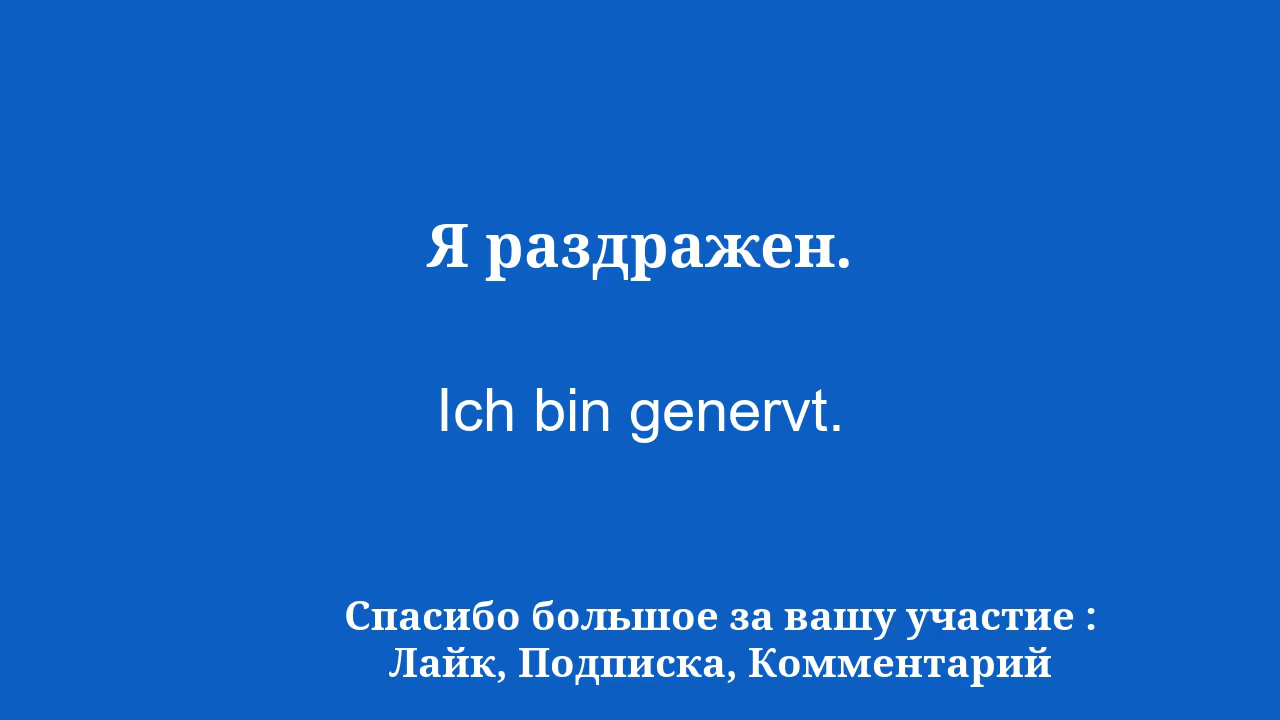 Я раздражен.
Ich bin genervt.
Спасибо большое за вашу участие :
Лайк, Подписка, Комментарий